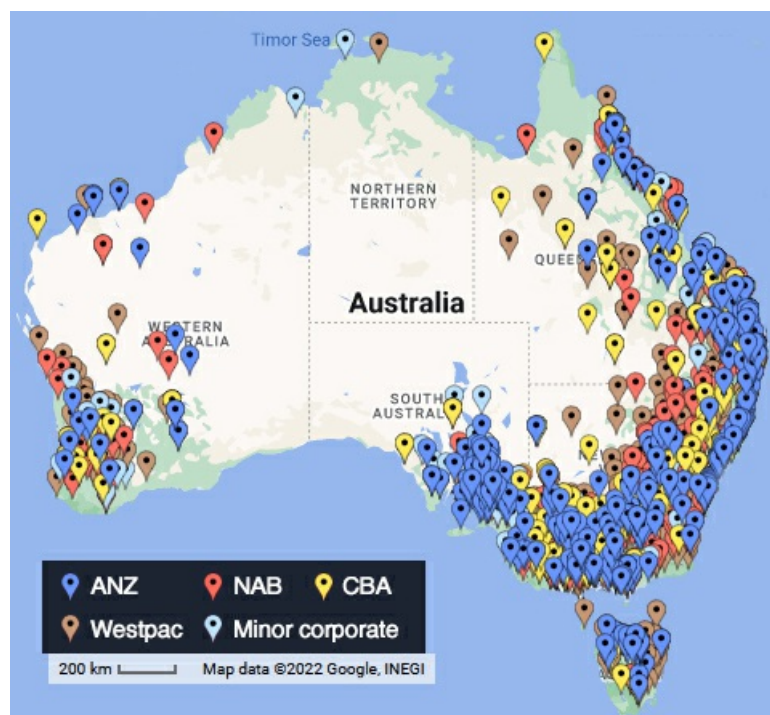 Timor Sea
NORTHERN
TERRITORY
QUEE
Australia
WESTERN
A ALIA
SOUTH
AUSTRAL
ANZ NAB CBA
Westpac Minor corporate
200 km Map data ©2022 Google, INEGI